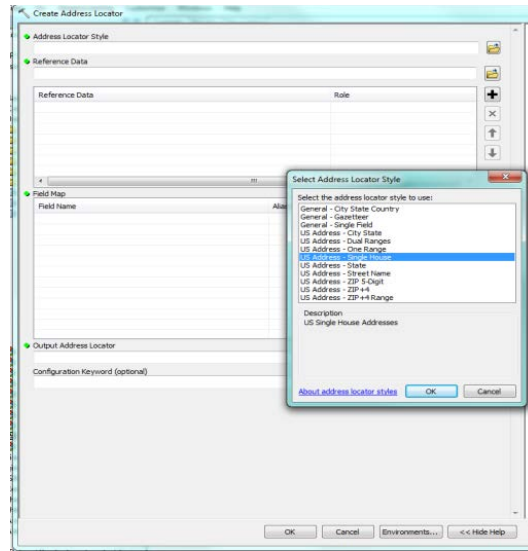 Create Address Locator
Address Locator Style
Reference Data
Reference Data Role
Field Map
Field Name
Output Address Locator
Configuration Keyword (optional)
OK Cancel Environments... << Hide Help
Select Address Locator Style
Select the address locator style to use:
General - City State Country
General - Gazetteer
General - Single Field
US Address - City State
US Address - Dual Ranges
US Address - One Range
US Address - Single House
US Address - State
US Address - Street Name
US Address - ZIP 5-Digit
US Address - ZIP+4
US Address - ZIP+4 Range
Description
US Single House Addresses
About address locator styles OK Cancel